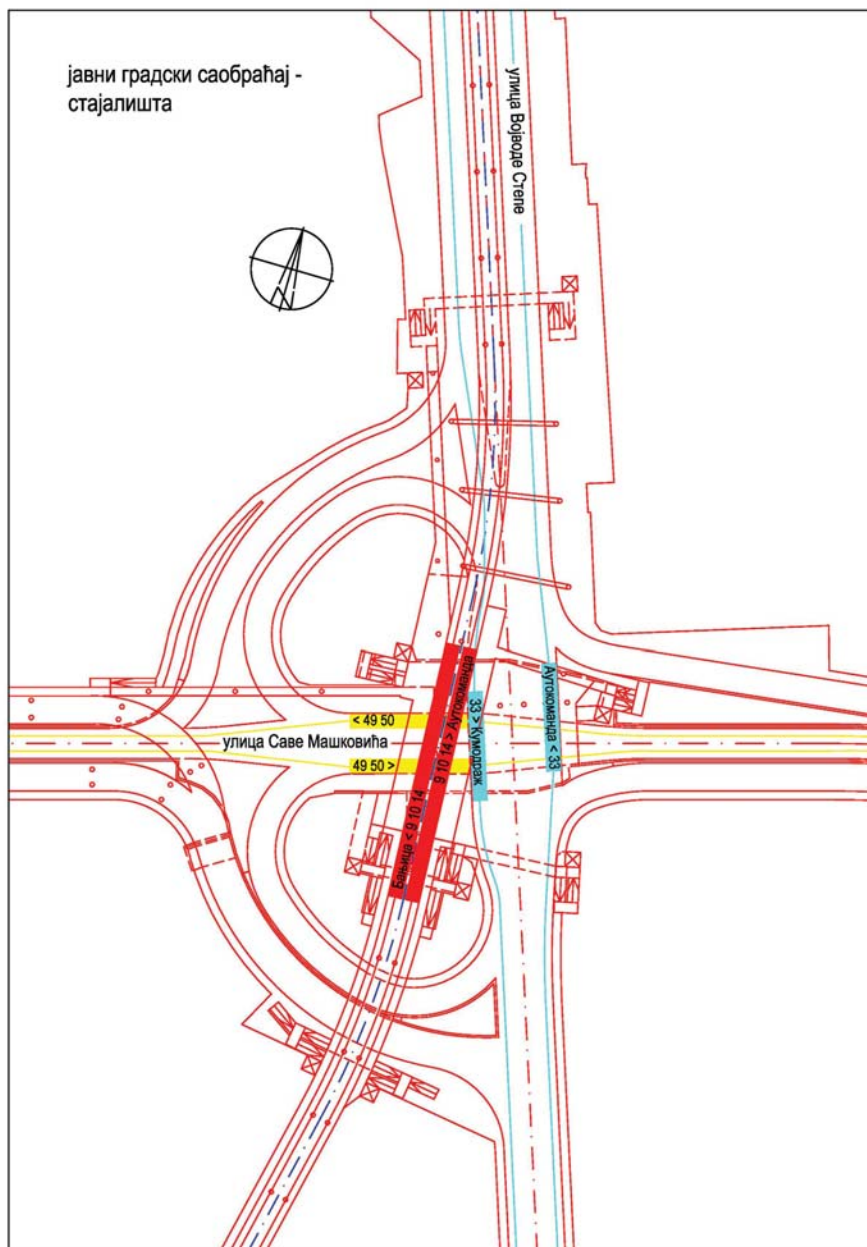 јавни градски саобраћај -
стајалишта
улица Војводе Степе
< 49 50
улица Саве Машковића
49 50 >
9 10 14 > Аутокоманда
Бањица < 9 10 14
33 > Кумодраж
Аутокоманда < 33